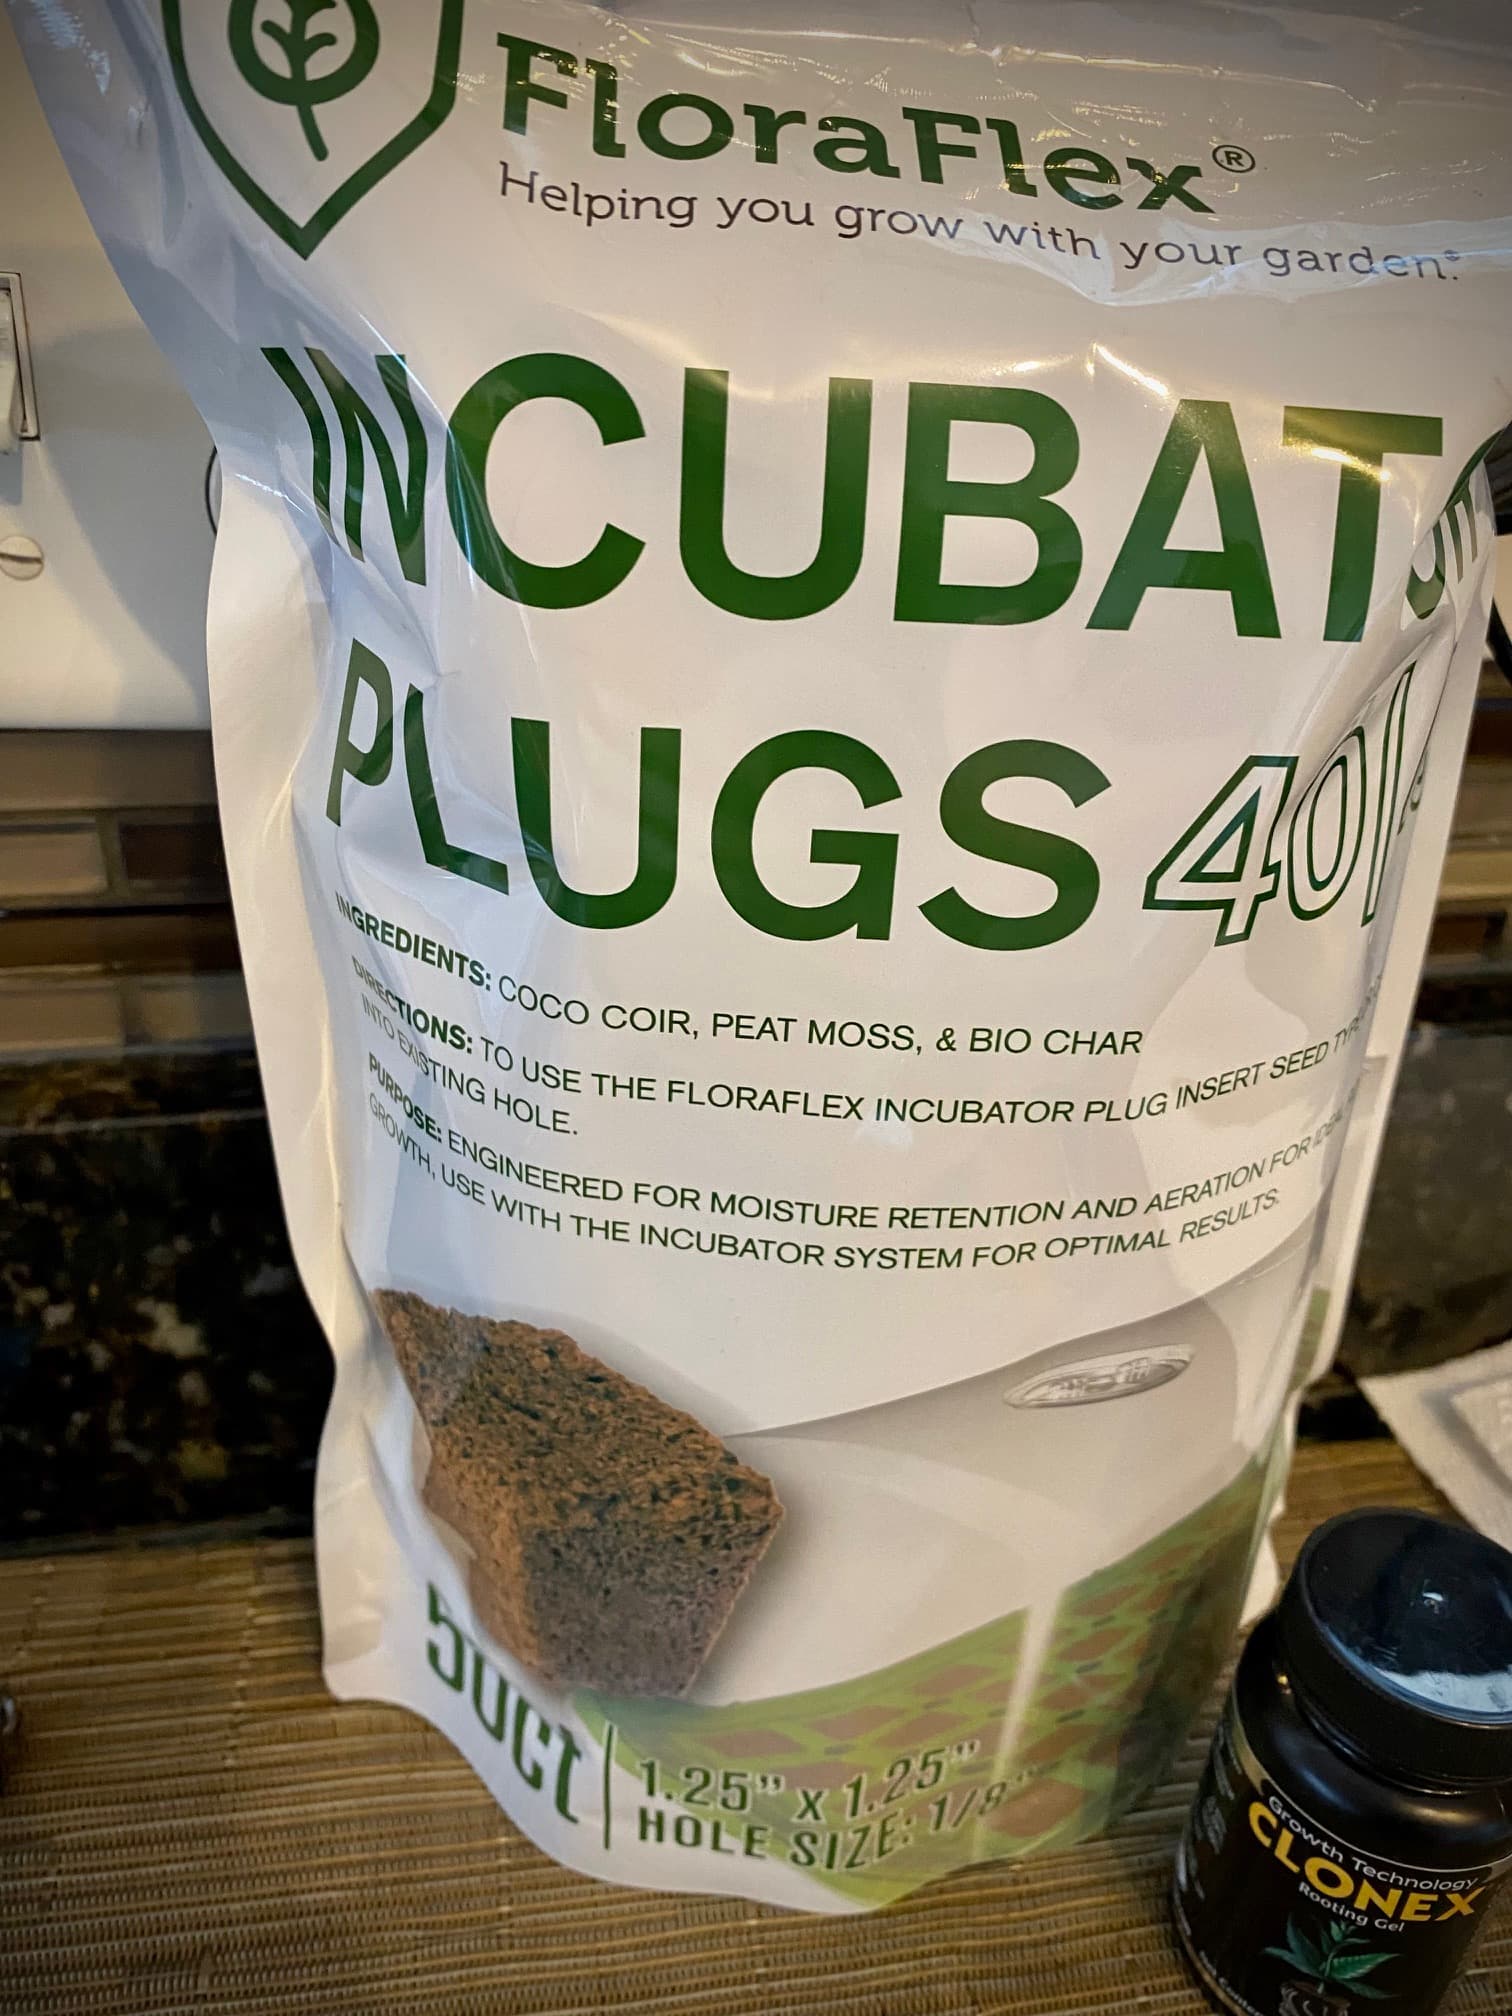 FloraFlex®
Helping you grow with your garden.®
INCUBATOR
PLUGS 40
INGREDIENTS: COCO COIR, PEAT MOSS, & BIO CHAR
DIRECTIONS: TO USE THE FLORAFLEX INCUBATOR PLUG INSERT SEED
INTO EXISTING HOLE.
PURPOSE: ENGINEERED FOR MOISTURE RETENTION AND AERATION FOR
GROWTH, USE WITH THE INCUBATOR SYSTEM FOR OPTIMAL RESULTS.
50CT
1.25” x 1.25”
HOLE SIZE: 1/8”
Growth Technology
CLONEX
Rooting Gel